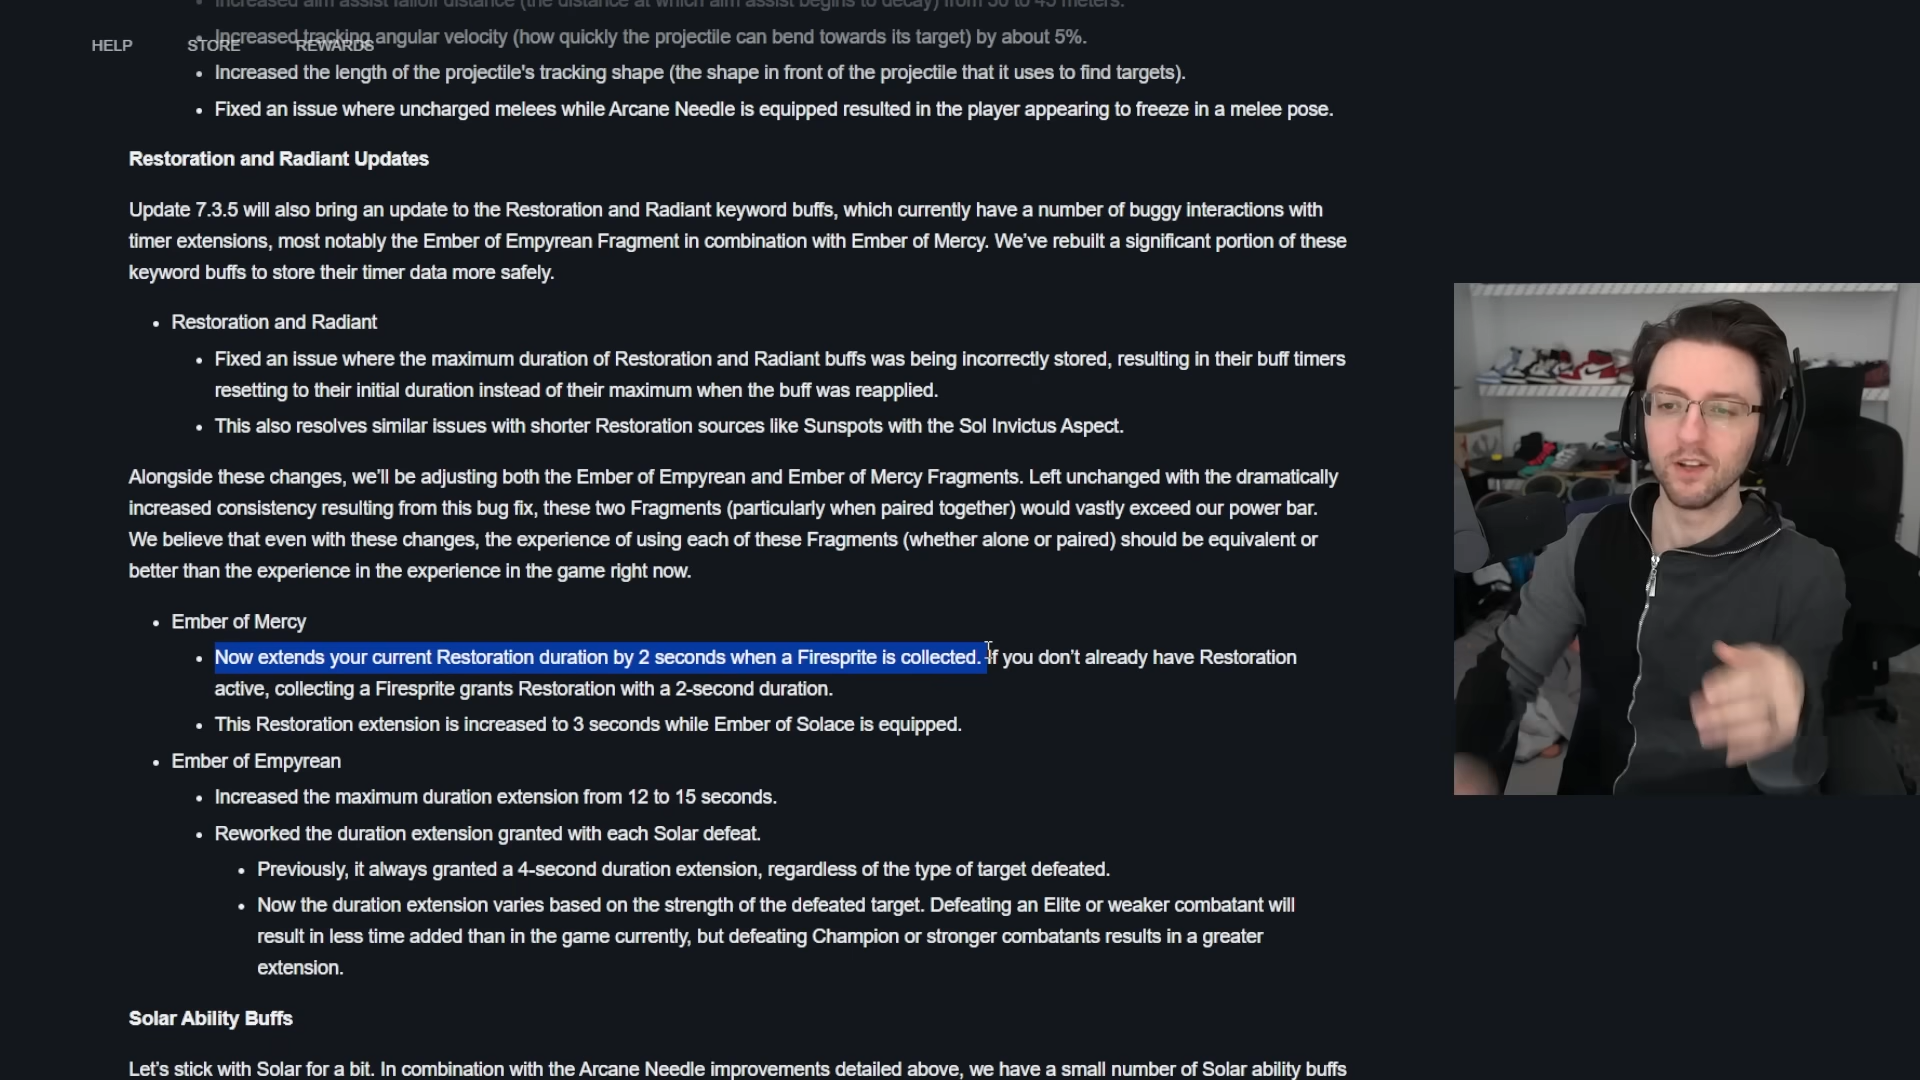 Increased aim assist falloff distance (the distance at which aim assist begins to decay) from 30 to 45 meters.
HELP STORE REWARDS
Increased tracking angular velocity (how quickly the projectile can bend towards its target) by about 5%.
Increased the length of the projectile's tracking shape (the shape in front of the projectile that it uses to find targets).
Fixed an issue where uncharged melees while Arcane Needle is equipped resulted in the player appearing to freeze in a melee pose.
Restoration and Radiant Updates
Update 7.3.5 will also bring an update to the Restoration and Radiant keyword buffs, which currently have a number of buggy interactions with
timer extensions, most notably the Ember of Empyrean Fragment in combination with Ember of Mercy. We've rebuilt a significant portion of these
keyword buffs to store their timer data more safely.
Restoration and Radiant
Fixed an issue where the maximum duration of Restoration and Radiant buffs was being incorrectly stored, resulting in their buff timers
resetting to their initial duration instead of their maximum when the buff was reapplied.
This also resolves similar issues with shorter Restoration sources like Sunspots with the Sol Invictus Aspect.
Alongside these changes, we'll be adjusting both the Ember of Empyrean and Ember of Mercy Fragments. Left unchanged with the dramatically
increased consistency resulting from this bug fix, these two Fragments (particularly when paired together) would vastly exceed our power bar.
We believe that even with these changes, the experience of using each of these Fragments (whether alone or paired) should be equivalent or
better than the experience in the experience in the game right now.
Ember of Mercy
Now extends your current Restoration duration by 2 seconds when a Firesprite is collected. If you don't already have Restoration
active, collecting a Firesprite grants Restoration with a 2-second duration.
This Restoration extension is increased to 3 seconds while Ember of Solace is equipped.
Ember of Empyrean
Increased the maximum duration extension from 12 to 15 seconds.
Reworked the duration extension granted with each Solar defeat.
Previously, it always granted a 4-second duration extension, regardless of the type of target defeated.
Now the duration extension varies based on the strength of the defeated target. Defeating an Elite or weaker combatant will
result in less time added than in the game currently, but defeating Champion or stronger combatants results in a greater
extension.
Solar Ability Buffs
Let's stick with Solar for a bit. In combination with the Arcane Needle improvements detailed above, we have a small number of Solar ability buffs